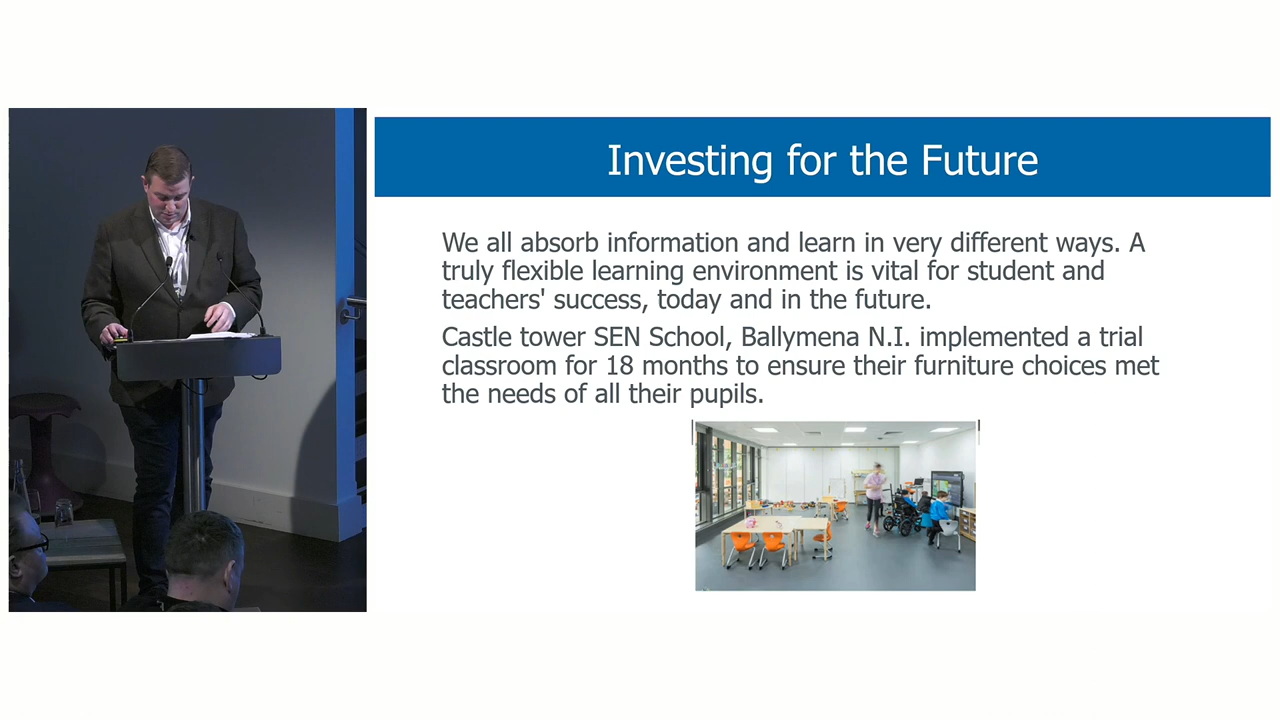 Investing for the Future
We all absorb information and learn in very different ways. A
truly flexible learning environment is vital for student and
teachers' success, today and in the future.
Castle tower SEN School, Ballymena N.I. implemented a trial
classroom for 18 months to ensure their furniture choices met
the needs of all their pupils.